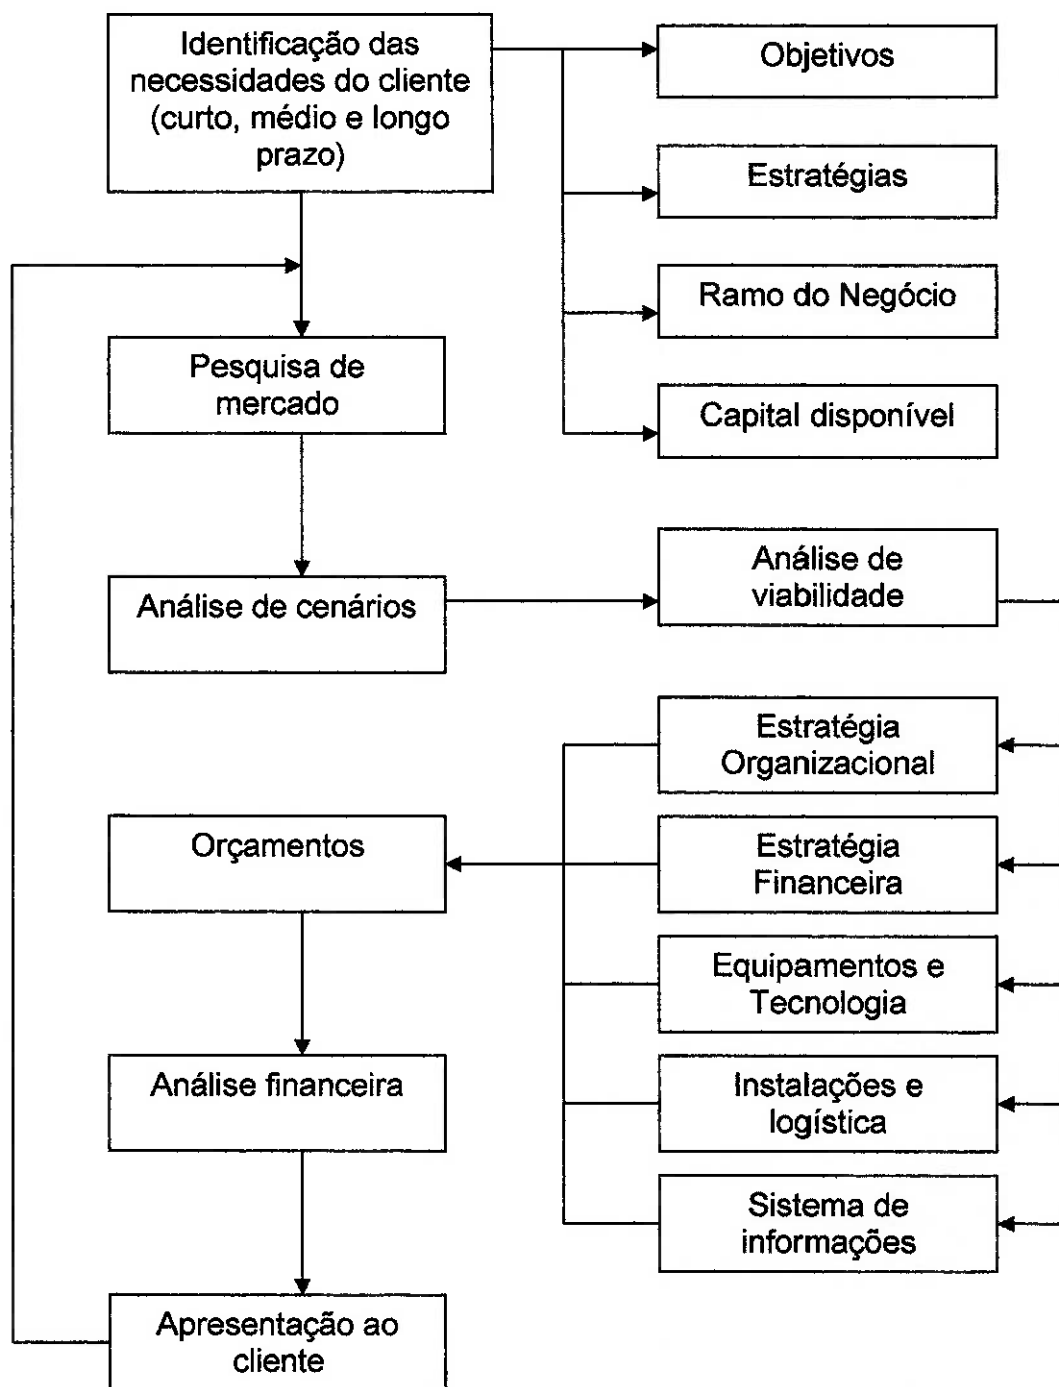 Identificação das
necessidades do cliente
(curto, médio e longo
prazo)
Objetivos
Estratégias
Ramo do Negócio
Capital disponível
Pesquisa de
mercado
Análise de cenários
Análise de
viabilidade
Estratégia
Organizacional
Estratégia
Financeira
Equipamentos e
Tecnologia
Instalações e
logística
Sistema de
informações
Orçamentos
Análise financeira
Apresentação ao
cliente